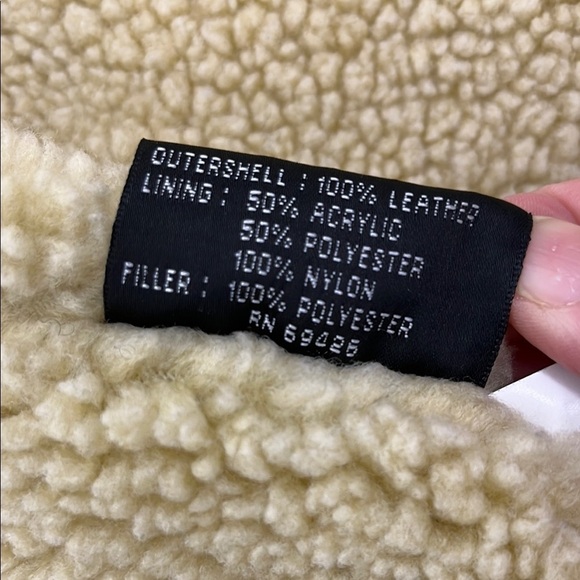 OUTERSHELL : 100% LEATHER
LINING : 50% ACRYLIC
50% POLYESTER
100% NYLON
FILLER : 100% POLYESTER
RN 69426